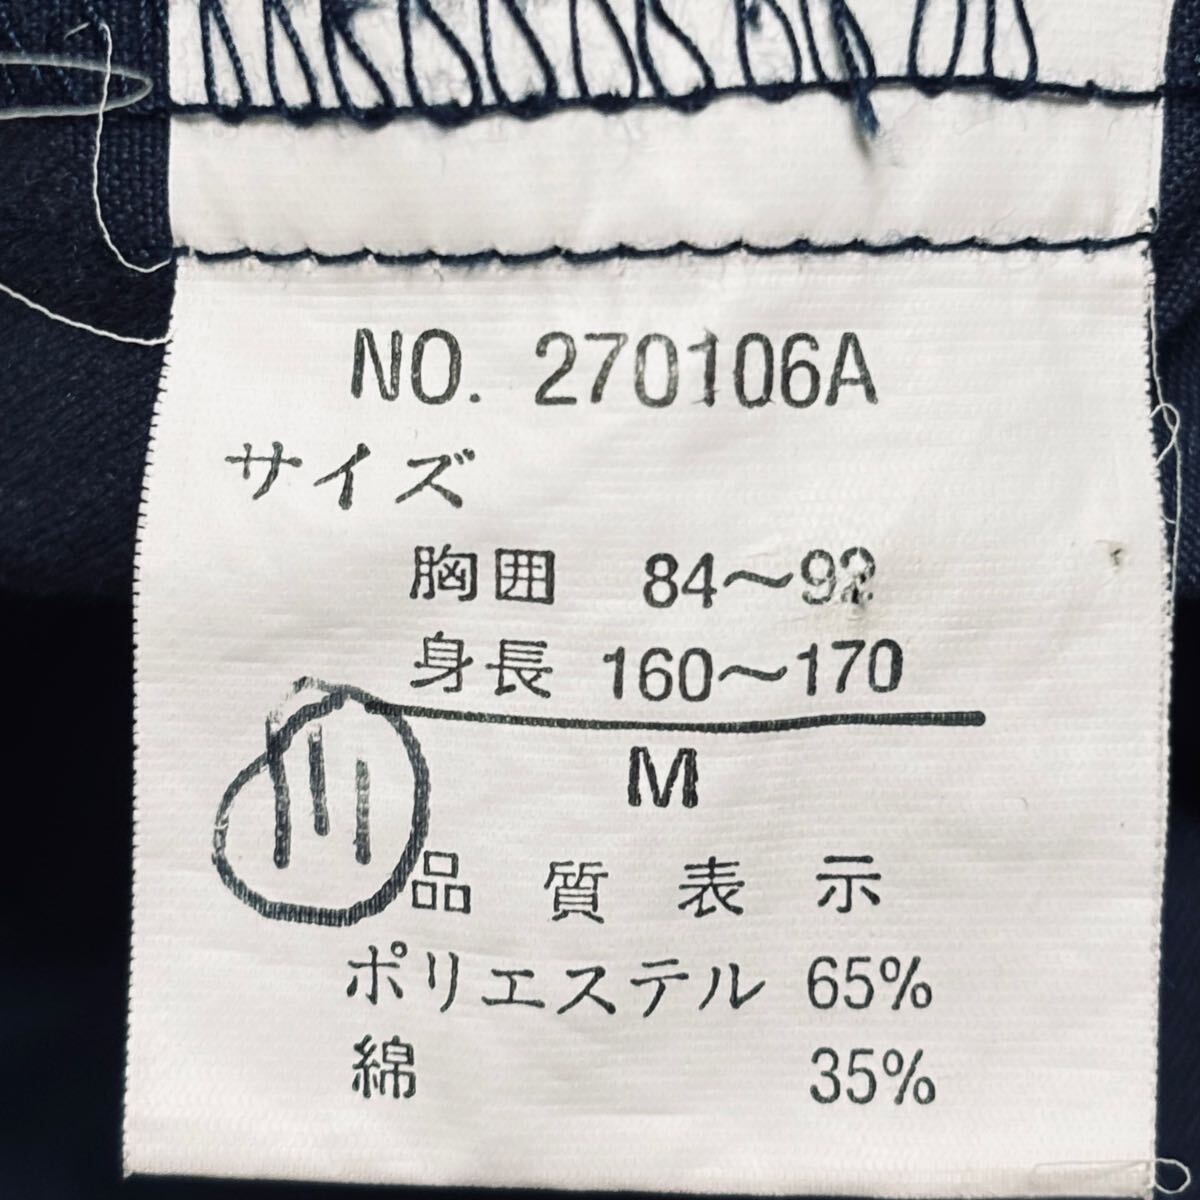 NO. 270106A
サイズ
胸囲 84〜92
身長 160〜170
M
川
品質表示
ポリエステル 65%
綿 35%